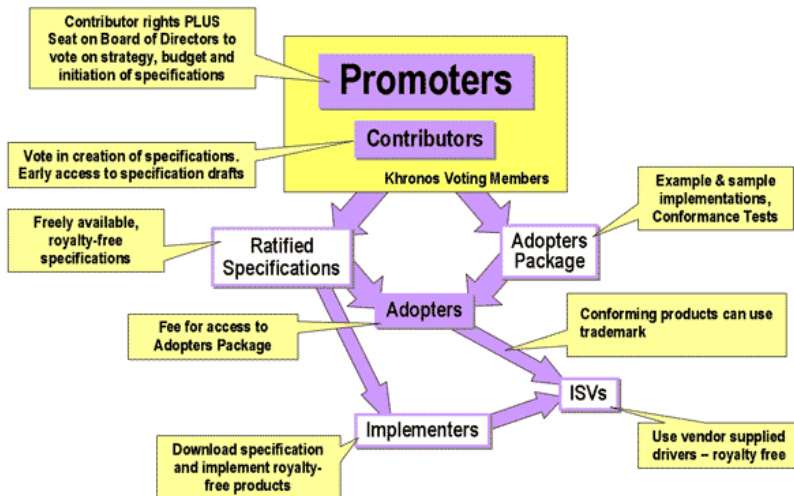 Contributor rights PLUS
Seat on Board of Directors to
vote on strategy, budget and
initiation of specifications
Promoters
Contributors
Khronos Voting Members
Vote in creation of specifications.
Early access to specification drafts
Example & sample
implementations,
Conformance Tests
Freely available,
royalty-free
specifications
Ratified
Specifications
Adopters
Package
Adopters
Fee for access to
Adopters Package
Conforming products can use
trademark
ISVs
Implementers
Use vendor supplied
drivers – royalty free
Download specification
and implement royalty-
free products